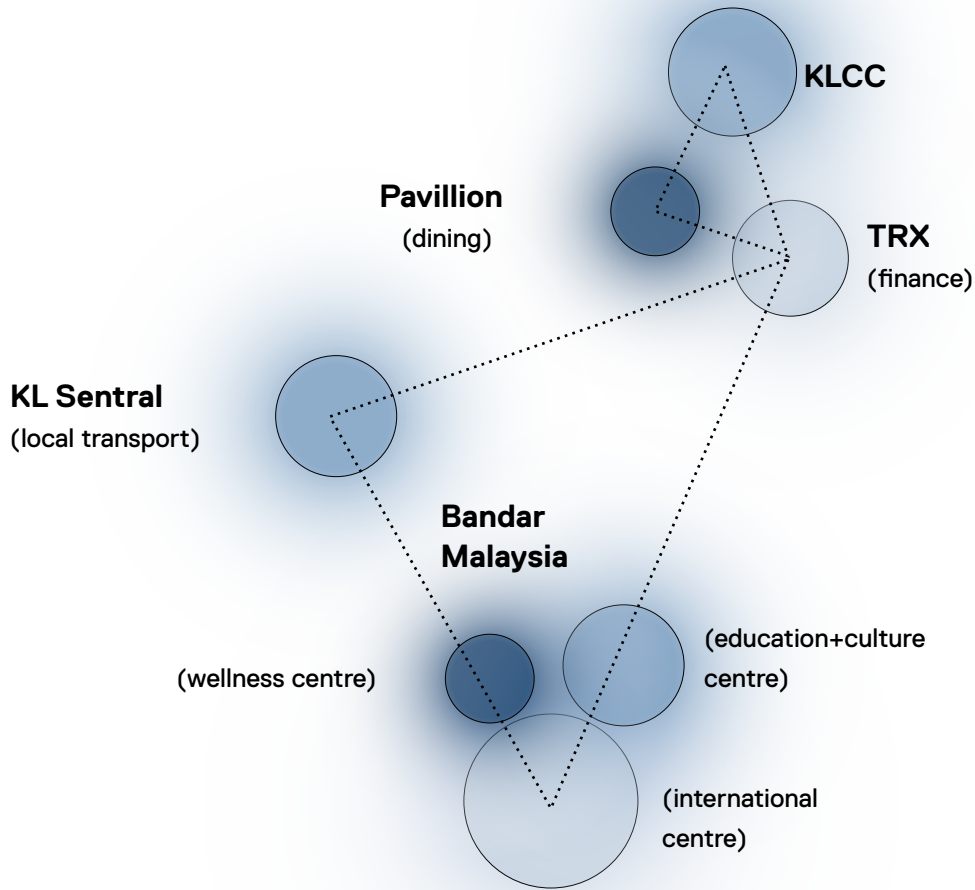 KLCC
Pavillion
(dining)
TRX
(finance)
KL Sentral
(local transport)
Bandar
Malaysia
(education+culture
centre)
(wellness centre)
(international
centre)